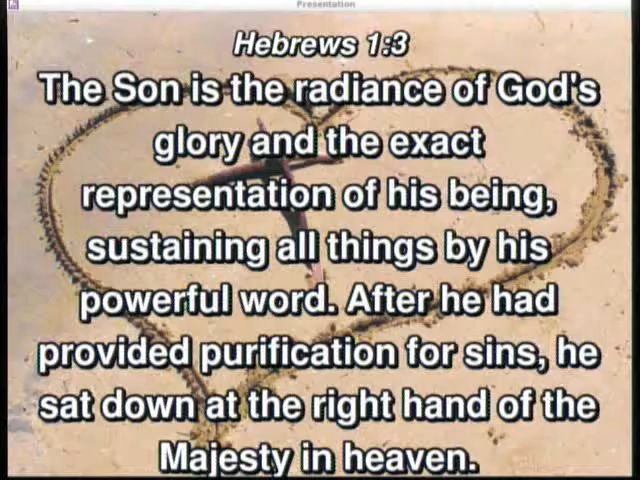 Presentation
Hebrews 1:3
The Son is the radiance of God's
glory and the exact
representation of his being,
sustaining all things by his
powerful word. After he had
provided purification for sins, he
sat down at the right hand of the
Majesty in heaven.